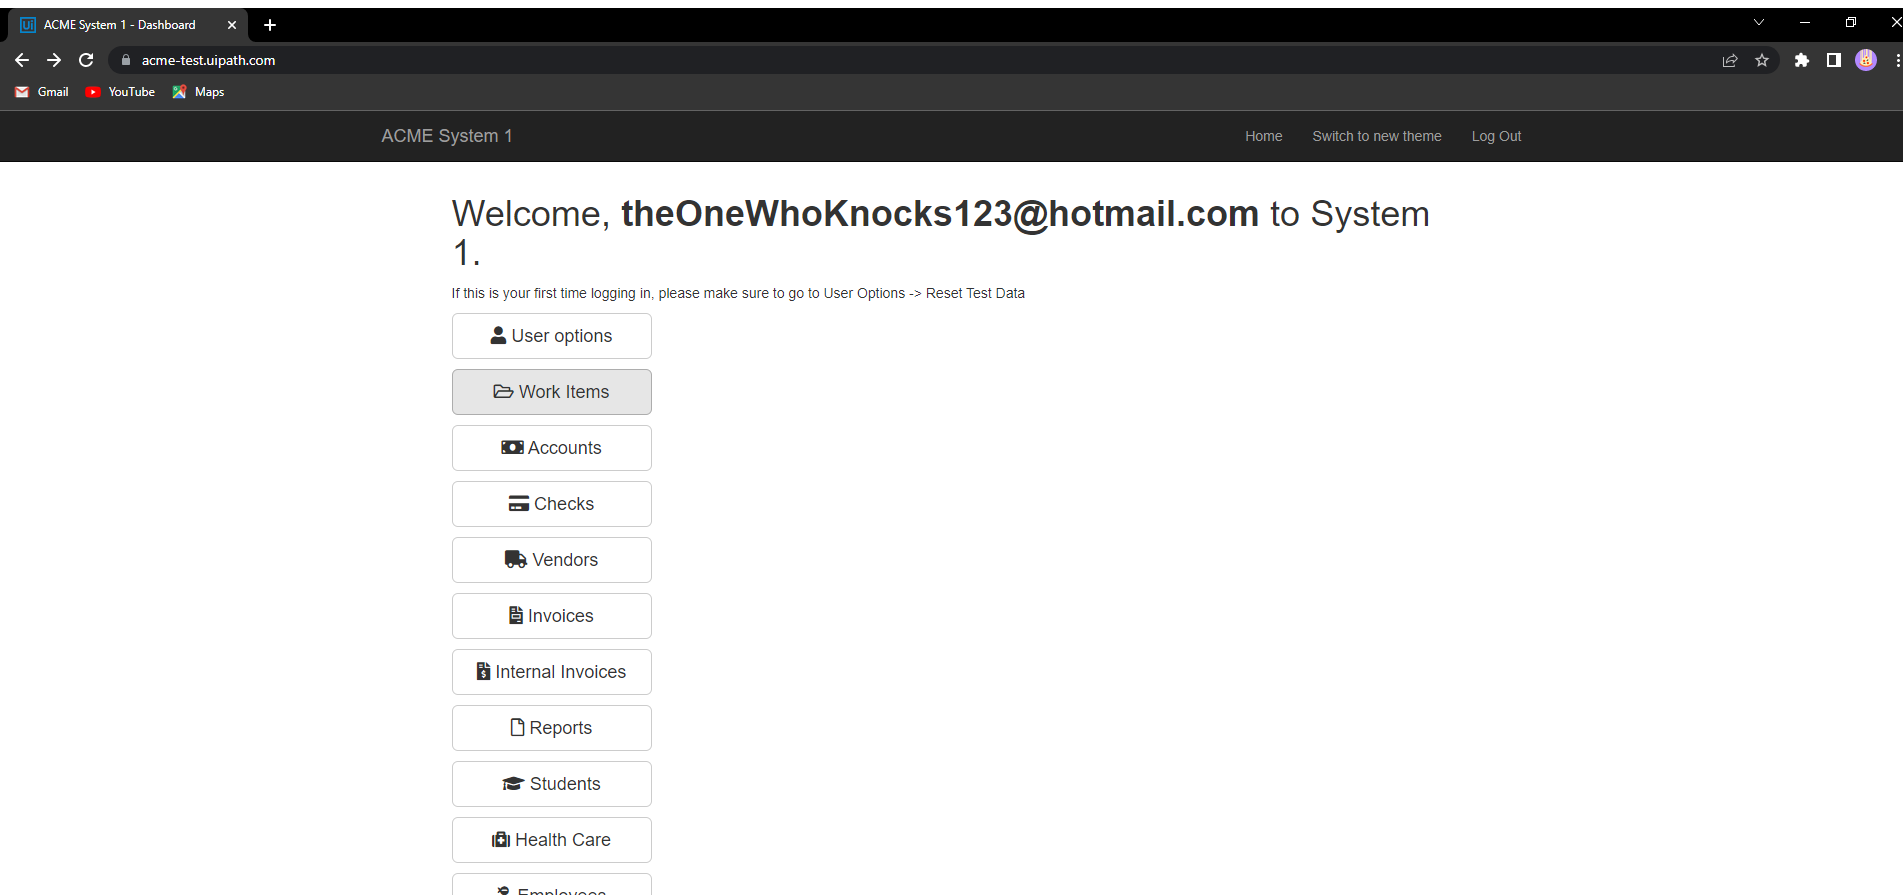 ACME System 1 - Dashboard
acme-test.uipath.com
Gmail YouTube Maps
ACME System 1 Home Switch to new theme Log Out
Welcome, theOneWhoKnocks123@hotmail.com to System
1.
If this is your first time logging in, please make sure to go to User Options -> Reset Test Data
User options
Work Items
Accounts
Checks
Vendors
Invoices
Internal Invoices
Reports
Students
Health Care
Employees